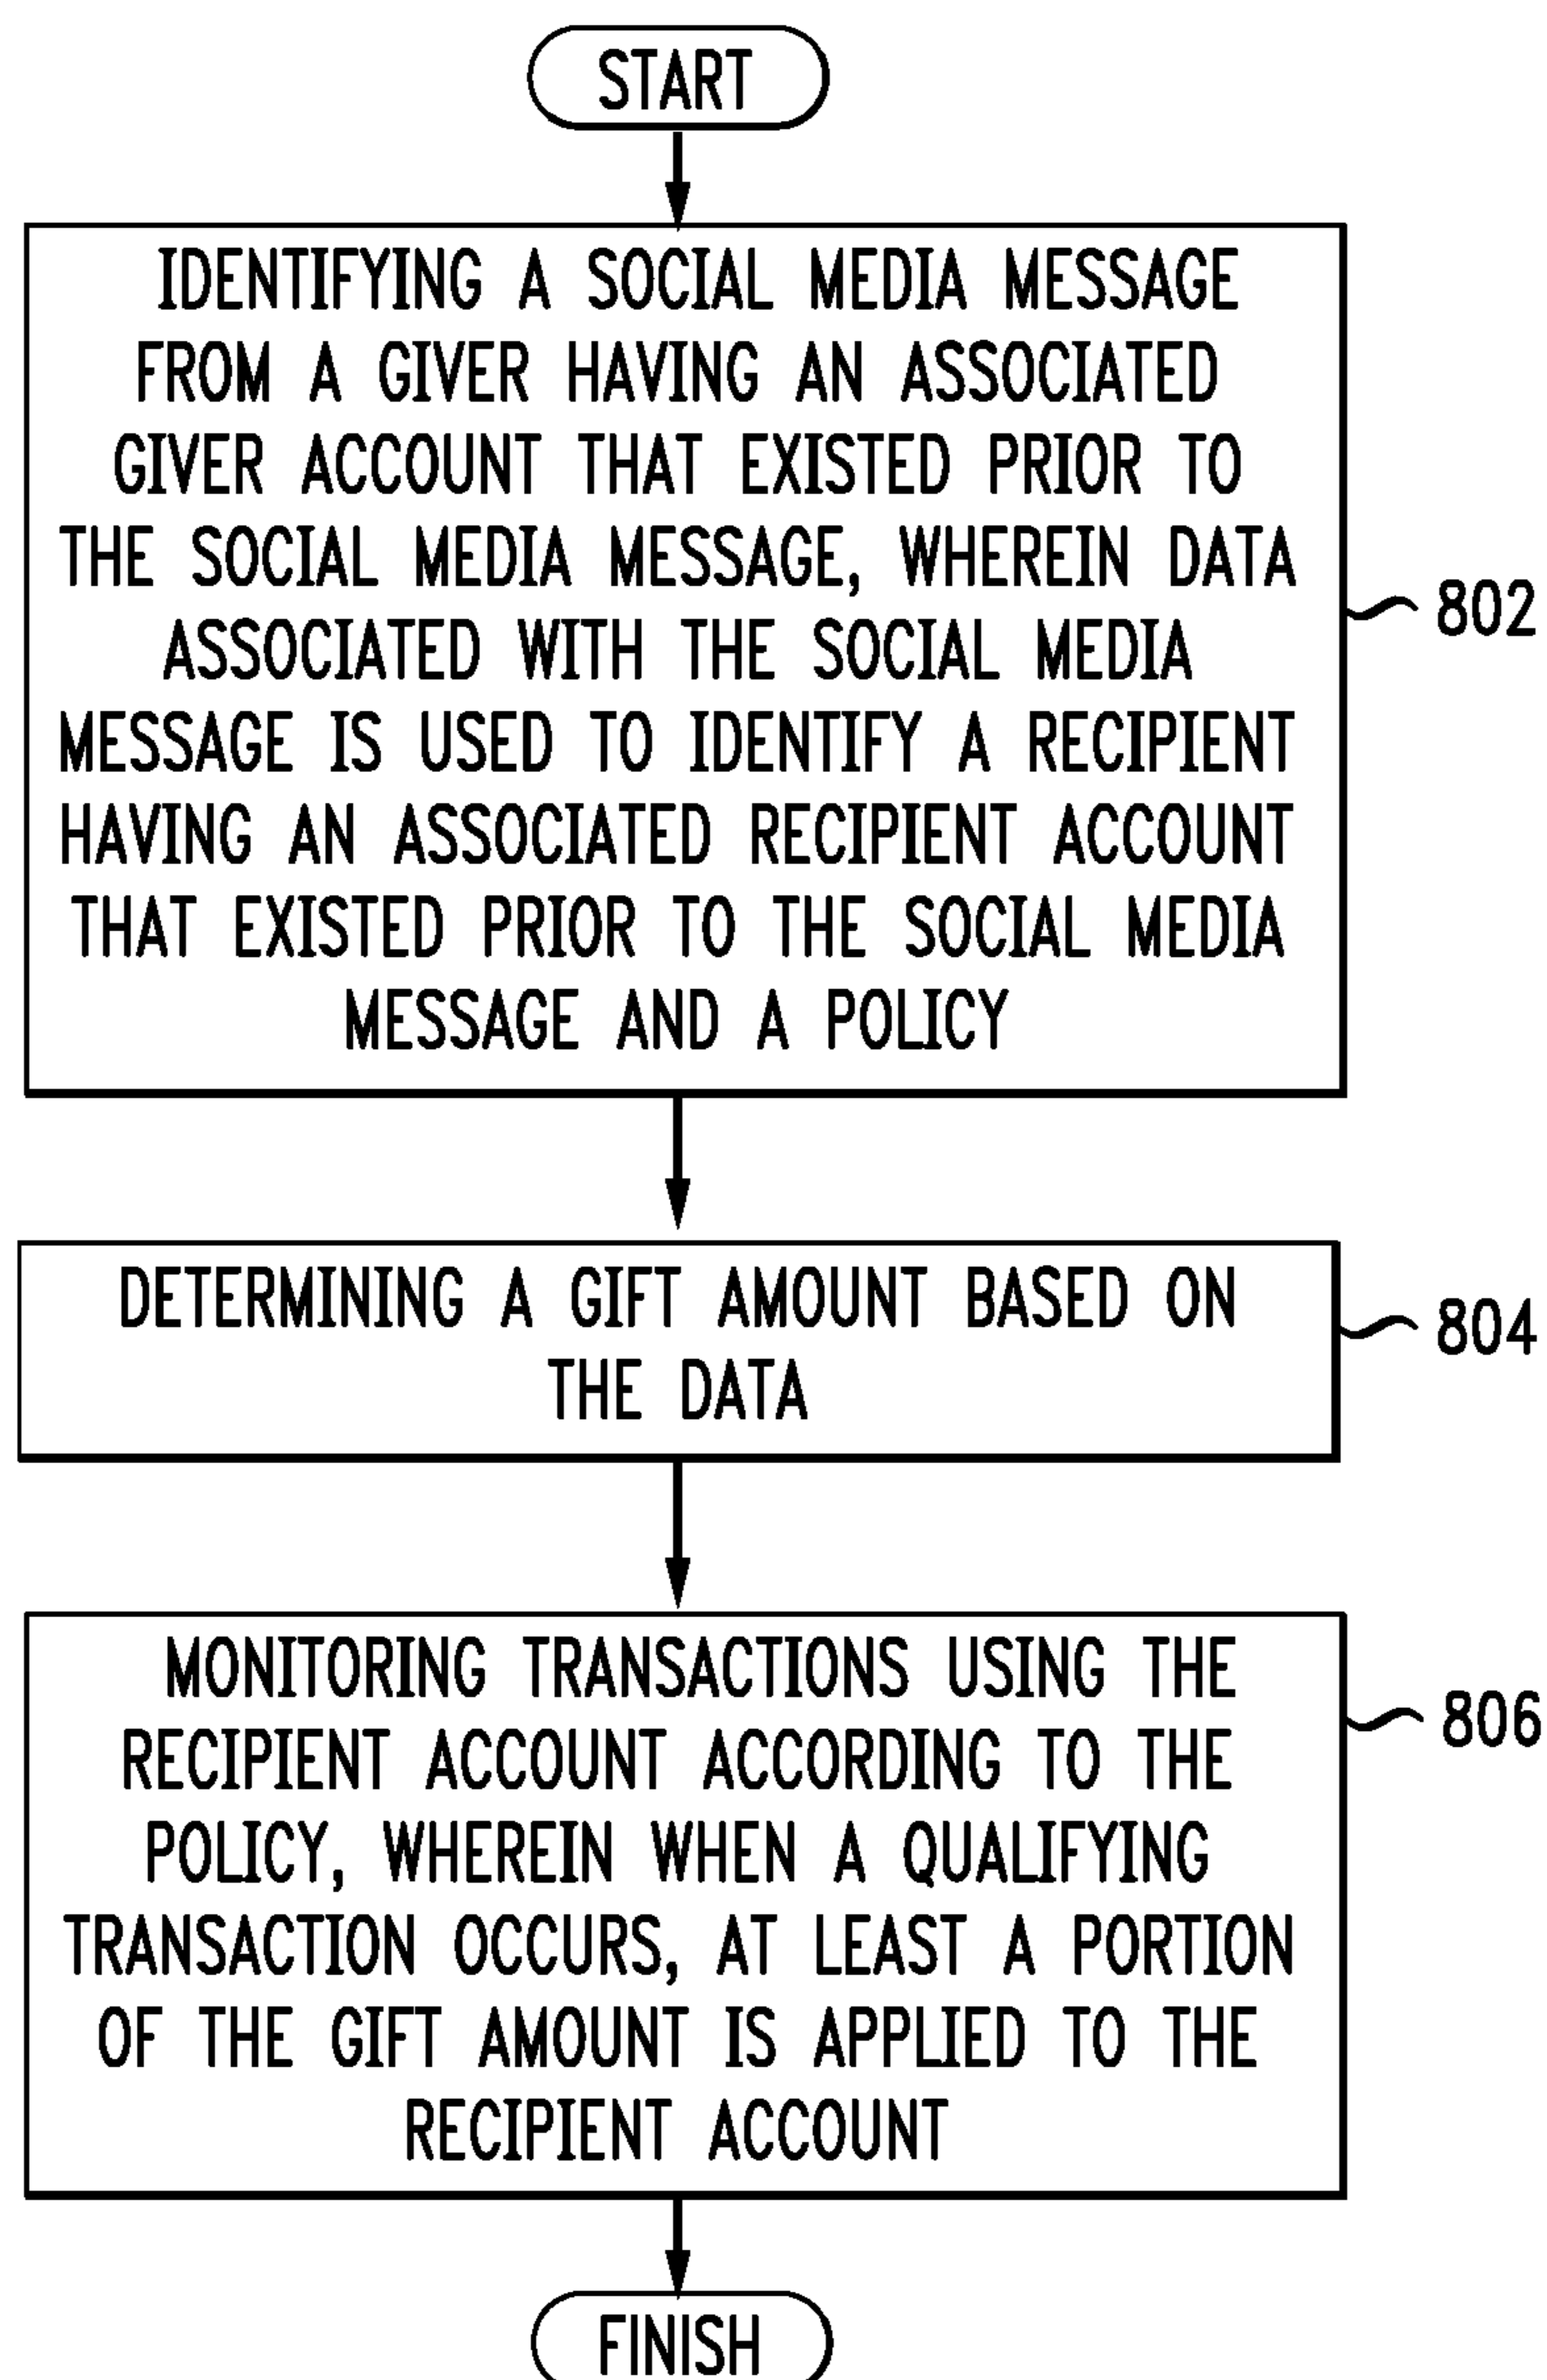 START
IDENTIFYING A SOCIAL MEDIA MESSAGE
FROM A GIVER HAVING AN ASSOCIATED
GIVER ACCOUNT THAT EXISTED PRIOR TO
THE SOCIAL MEDIA MESSAGE, WHEREIN DATA
ASSOCIATED WITH THE SOCIAL MEDIA
MESSAGE IS USED TO IDENTIFY A RECIPIENT
HAVING AN ASSOCIATED RECIPIENT ACCOUNT
THAT EXISTED PRIOR TO THE SOCIAL MEDIA
MESSAGE AND A POLICY
802
DETERMINING A GIFT AMOUNT BASED ON
THE DATA
804
MONITORING TRANSACTIONS USING THE
RECIPIENT ACCOUNT ACCORDING TO THE
POLICY, WHEREIN WHEN A QUALIFYING
TRANSACTION OCCURS, AT LEAST A PORTION
OF THE GIFT AMOUNT IS APPLIED TO THE
RECIPIENT ACCOUNT
806
FINISH